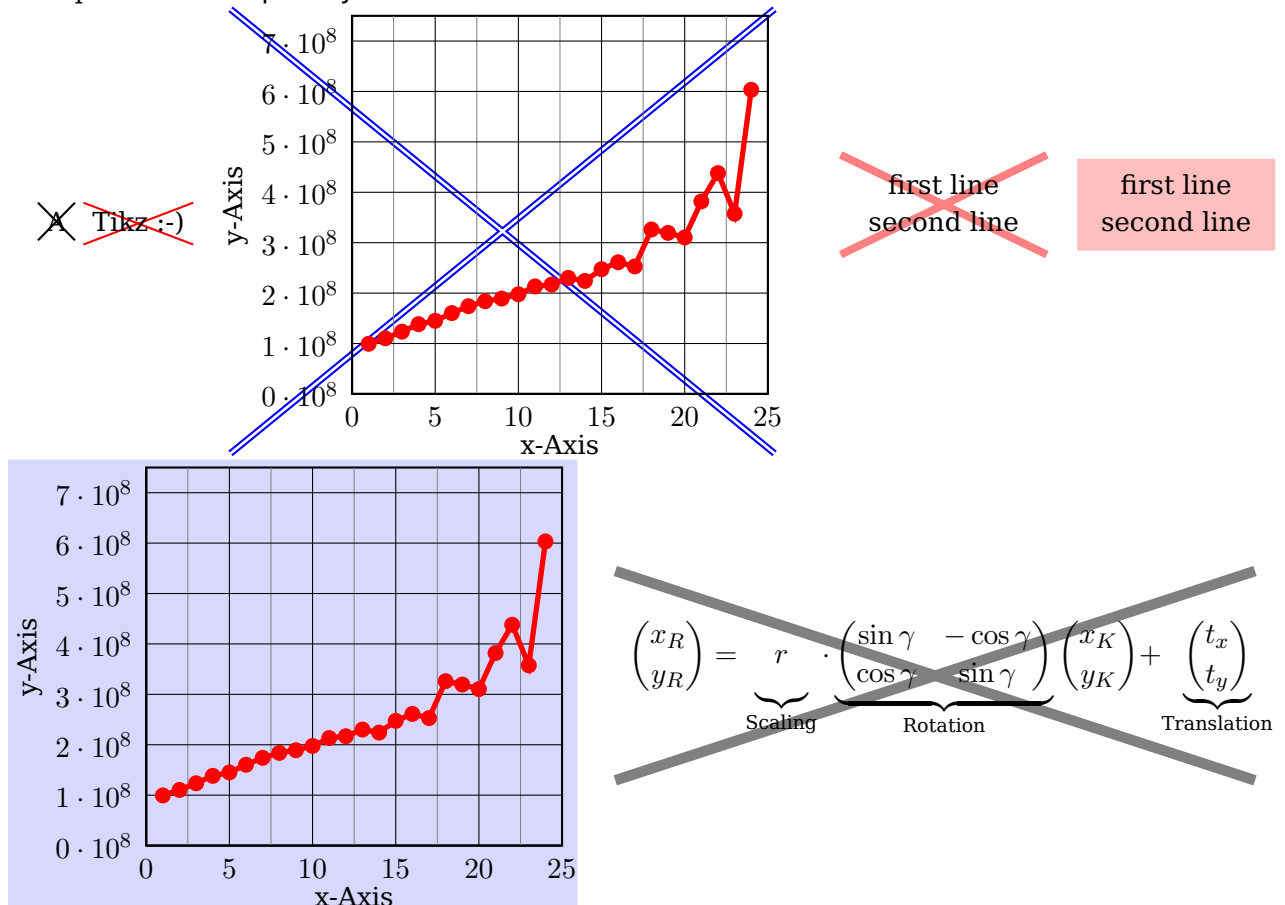 A Tikz :-)
y-Axis
7 · 10^8
6 · 10^8
5 · 10^8
4 · 10^8
3 · 10^8
2 · 10^8
1 · 10^8
0 · 10^8
0 5 10 15 20 25
x-Axis
first line
second line
first line
second line
y-Axis
7 · 10^8
6 · 10^8
5 · 10^8
4 · 10^8
3 · 10^8
2 · 10^8
1 · 10^8
0 · 10^8
0 5 10 15 20 25
x-Axis
(x_R y_R) = r · (sin γ − cos γ cos γ sin γ) (x_K y_K) + (t_x t_y)
Scaling Rotation Translation